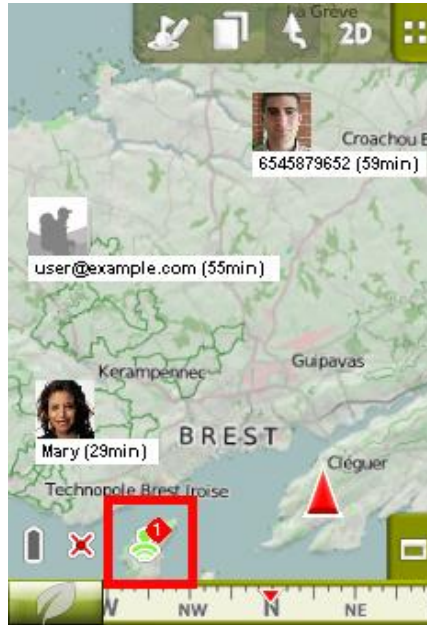 La Grève
2D
Croachou E
6545879652 (59min)
user@example.com (55min)
Guipavas
Kerampennec
BREST
Mary (29min)
Cléguer
Technopole Brest Iroise
1
W NW N NE